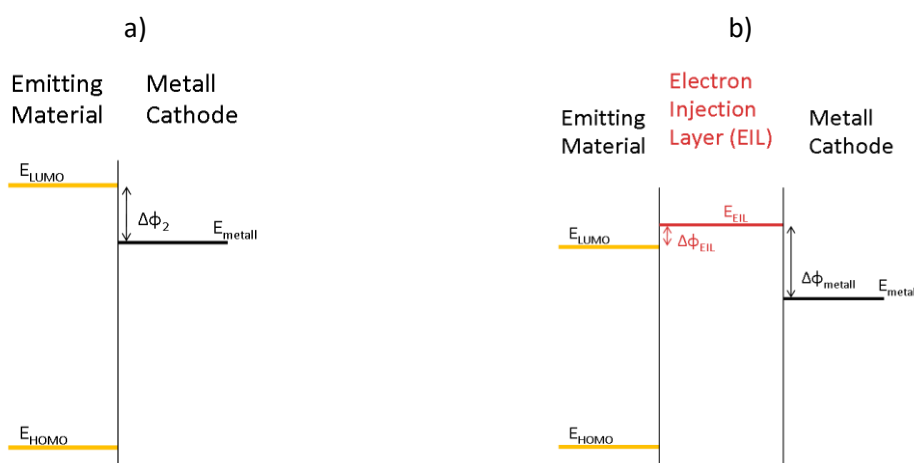 a)
Emitting
Material
Metall
Cathode
E_LUMO
Δϕ_2
E_metall
E_HOMO
b)
Emitting
Material
Electron
Injection
Layer (EIL)
Metall
Cathode
E_EIL
E_LUMO
Δϕ_EIL
Δϕ_metall
E_metal
E_HOMO